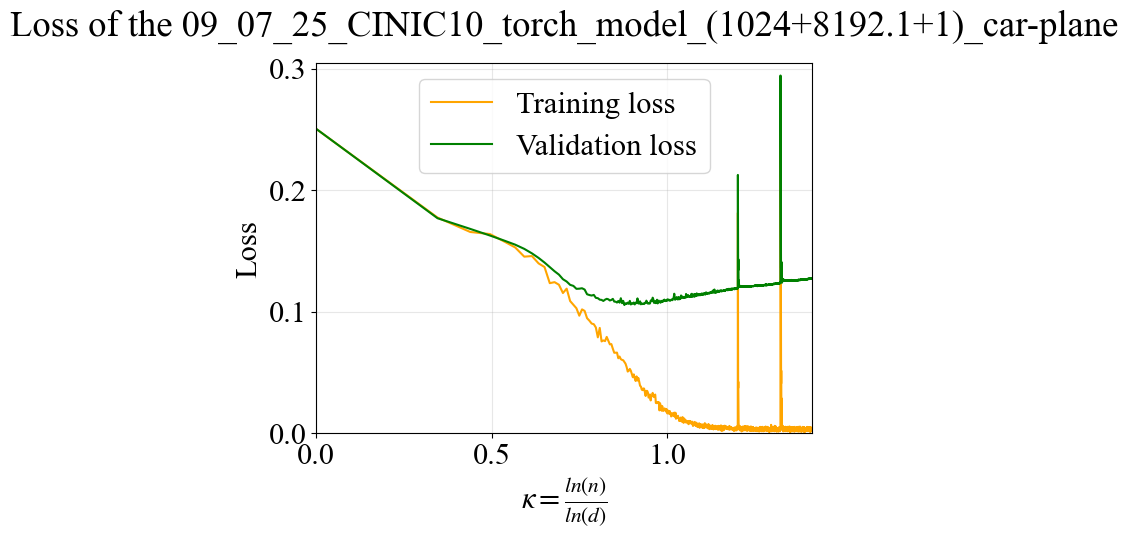 Loss of the 09_07_25_CINIC10_torch_model_(1024+8192.1+1)_car-plane
0.3
0.2
0.1
0.0
Loss
Training loss
Validation loss
0.0 0.5 1.0
κ = ln(n)/ln(d)